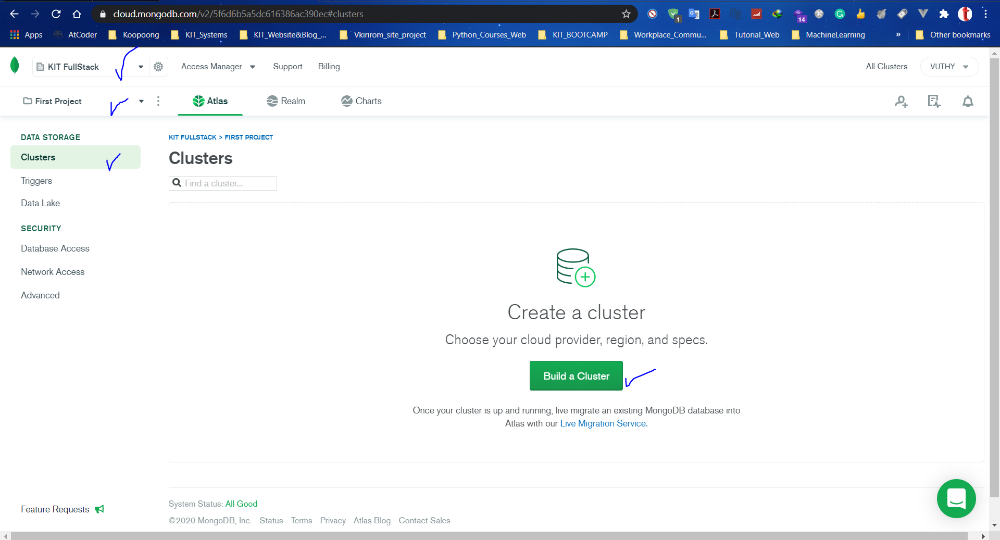 cloud.mongodb.com/v2/5f6d6b5a5dc616386ac390ec#clusters
1
14
Apps AtCoder Koopoong KIT_Systems KIT_Website&Blog_... Vkirirom_site_project Python_Courses_Web KIT_BOOTCAMP Workplace_Commu... Tutorial_Web MachineLearning » Other bookmarks
KIT FullStack Access Manager Support Billing All Clusters VUTHY
First Project Atlas Realm Charts
DATA STORAGE
Clusters
Triggers
Data Lake
SECURITY
Database Access
Network Access
Advanced
Feature Requests
KIT FULLSTACK > FIRST PROJECT
Clusters
Find a cluster...
Create a cluster
Choose your cloud provider, region, and specs.
Build a Cluster
Once your cluster is up and running, live migrate an existing MongoDB database into
Atlas with our Live Migration Service.
System Status: All Good
©2020 MongoDB, Inc. Status Terms Privacy Atlas Blog Contact Sales